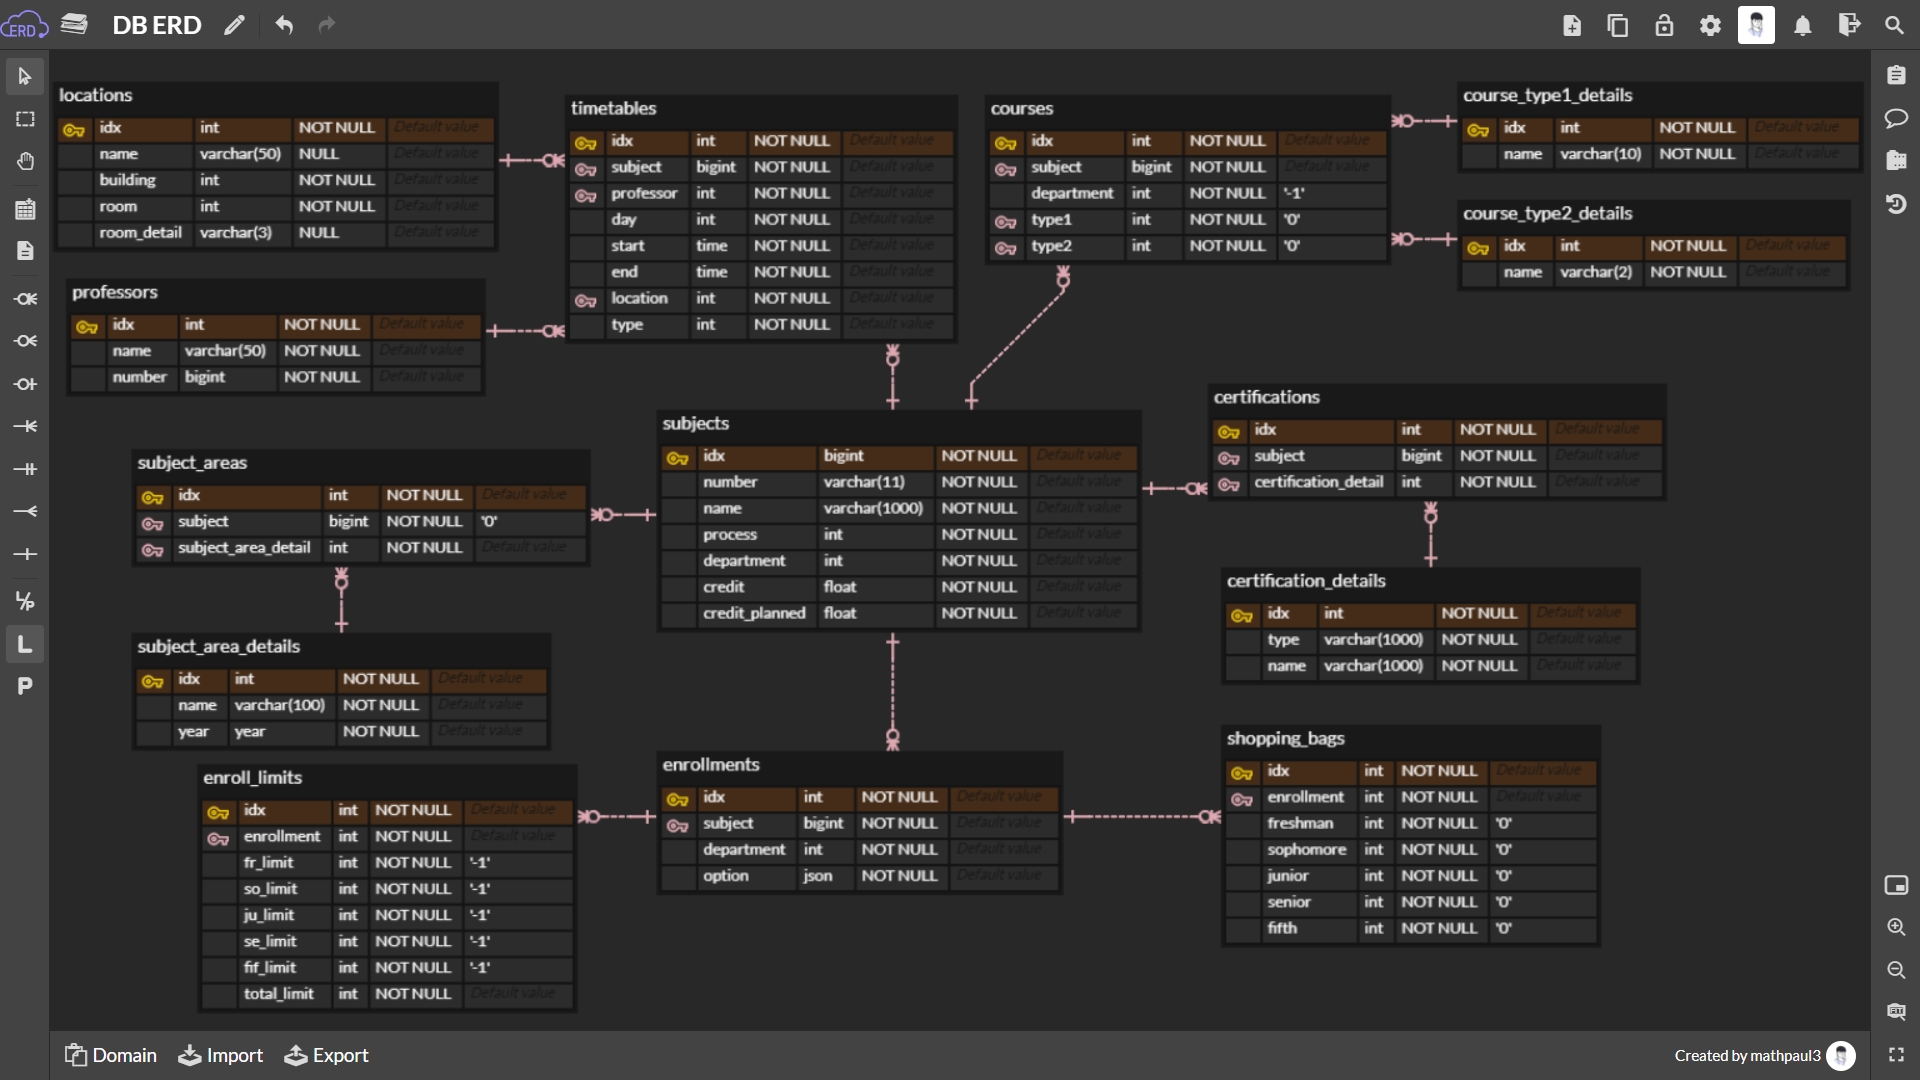 ERD
DB ERD
locations
idx int NOT NULL Default value
name varchar(50) NULL Default value
building int NOT NULL Default value
room int NOT NULL Default value
room_detail varchar(3) NULL Default value
timetables
idx int NOT NULL Default value
subject bigint NOT NULL Default value
professor int NOT NULL Default value
day int NOT NULL Default value
start time NOT NULL Default value
end time NOT NULL Default value
location int NOT NULL Default value
type int NOT NULL Default value
courses
idx int NOT NULL Default value
subject bigint NOT NULL Default value
department int NOT NULL '-1'
type1 int NOT NULL '0'
type2 int NOT NULL '0'
course_type1_details
idx int NOT NULL Default value
name varchar(10) NOT NULL Default value
course_type2_details
idx int NOT NULL Default value
name varchar(2) NOT NULL Default value
professors
idx int NOT NULL Default value
name varchar(50) NOT NULL Default value
number bigint NOT NULL Default value
subject_areas
idx int NOT NULL Default value
subject bigint NOT NULL '0'
subject_area_detail int NOT NULL Default value
subjects
idx bigint NOT NULL Default value
number varchar(11) NOT NULL Default value
name varchar(1000) NOT NULL Default value
process int NOT NULL Default value
department int NOT NULL Default value
credit float NOT NULL Default value
credit_planned float NOT NULL Default value
certifications
idx int NOT NULL Default value
subject bigint NOT NULL Default value
certification_detail int NOT NULL Default value
certification_details
idx int NOT NULL Default value
type varchar(1000) NOT NULL Default value
name varchar(1000) NOT NULL Default value
subject_area_details
idx int NOT NULL Default value
name varchar(100) NOT NULL Default value
year year NOT NULL Default value
enroll_limits
idx int NOT NULL Default value
enrollment int NOT NULL Default value
fr_limit int NOT NULL '-1'
so_limit int NOT NULL '-1'
ju_limit int NOT NULL '-1'
se_limit int NOT NULL '-1'
fif_limit int NOT NULL '-1'
total_limit int NOT NULL Default value
enrollments
idx int NOT NULL Default value
subject bigint NOT NULL Default value
department int NOT NULL Default value
option json NOT NULL Default value
shopping_bags
idx int NOT NULL Default value
enrollment int NOT NULL Default value
freshman int NOT NULL '0'
sophomore int NOT NULL '0'
junior int NOT NULL '0'
senior int NOT NULL '0'
fifth int NOT NULL '0'
L/P
L
P
FIT
Domain Import Export
Created by mathpaul3